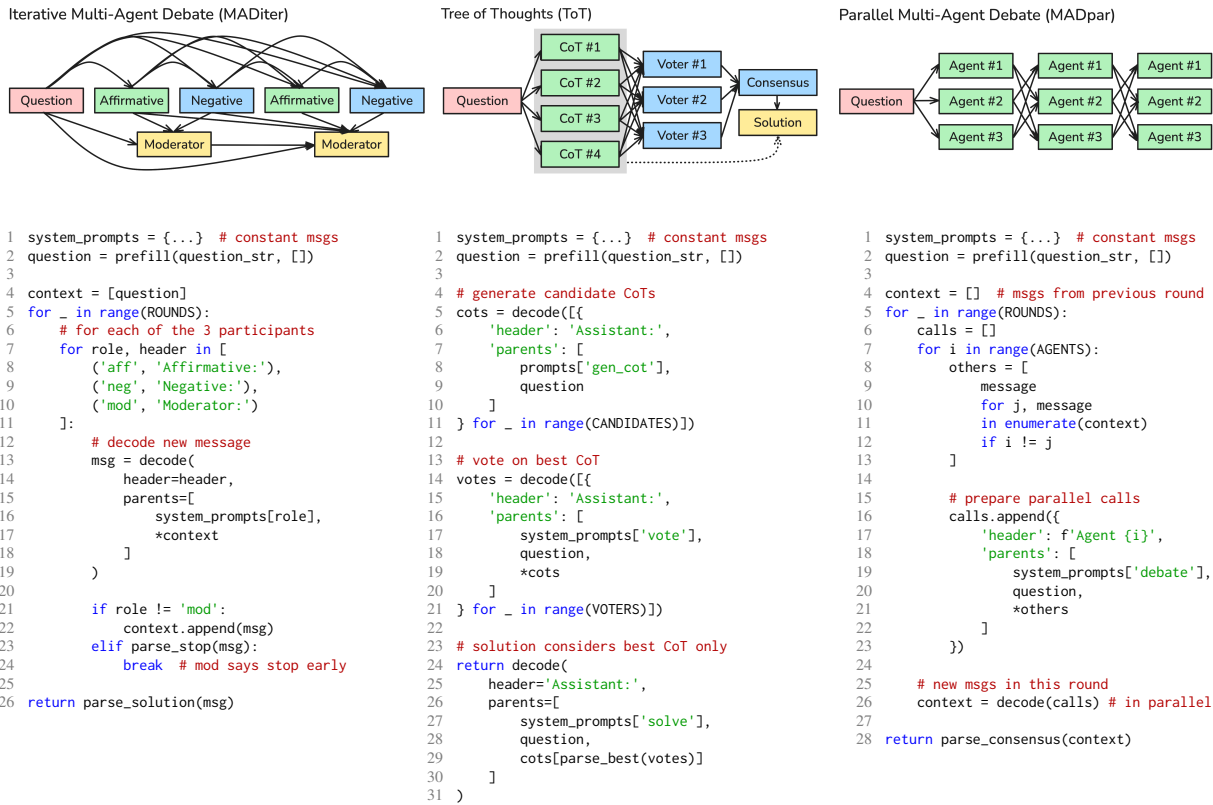 Iterative Multi-Agent Debate (MADiter)
Question
Affirmative
Negative
Affirmative
Negative
Moderator
Moderator
Tree of Thoughts (ToT)
Question
CoT #1
CoT #2
CoT #3
CoT #4
Voter #1
Voter #2
Voter #3
Consensus
Solution
Parallel Multi-Agent Debate (MADpar)
Question
Agent #1
Agent #2
Agent #3
Agent #1
Agent #2
Agent #3
Agent #1
Agent #2
Agent #3
1 system_prompts = {...}  # constant msgs
2 question = prefill(question_str, [])
3
4 context = [question]
5 for _ in range(ROUNDS):
6     # for each of the 3 participants
7     for role, header in [
8         ('aff', 'Affirmative:'),
9         ('neg', 'Negative:'),
10         ('mod', 'Moderator:')
11     ]:
12         # decode new message
13         msg = decode(
14             header=header,
15             parents=[
16                 system_prompts[role],
17                 *context
18             ]
19         )
20
21         if role != 'mod':
22             context.append(msg)
23         elif parse_stop(msg):
24             break  # mod says stop early
25
26 return parse_solution(msg)
1 system_prompts = {...}  # constant msgs
2 question = prefill(question_str, [])
3
4 # generate candidate CoTs
5 cots = decode([{
6     'header': 'Assistant:',
7     'parents': [
8         prompts['gen_cot'],
9         question
10     ]
11 } for _ in range(CANDIDATES)])
12
13 # vote on best CoT
14 votes = decode([{
15     'header': 'Assistant:',
16     'parents': [
17         system_prompts['vote'],
18         question,
19         *cots
20     ]
21 } for _ in range(VOTERS)])
22
23 # solution considers best CoT only
24 return decode(
25     header='Assistant:',
26     parents=[
27         system_prompts['solve'],
28         question,
29         cots[parse_best(votes)]
30     ]
31 )
1 system_prompts = {...}  # constant msgs
2 question = prefill(question_str, [])
3
4 context = []  # msgs from previous round
5 for _ in range(ROUNDS):
6     calls = []
7     for i in range(AGENTS):
8         others = [
9             message
10             for j, message
11             in enumerate(context)
12             if i != j
13         ]
14
15         # prepare parallel calls
16         calls.append({
17             'header': f'Agent {i}',
18             'parents': [
19                 system_prompts['debate'],
20                 question,
21                 *others
22             ]
23         })
24
25     # new msgs in this round
26     context = decode(calls) # in parallel
27
28 return parse_consensus(context)